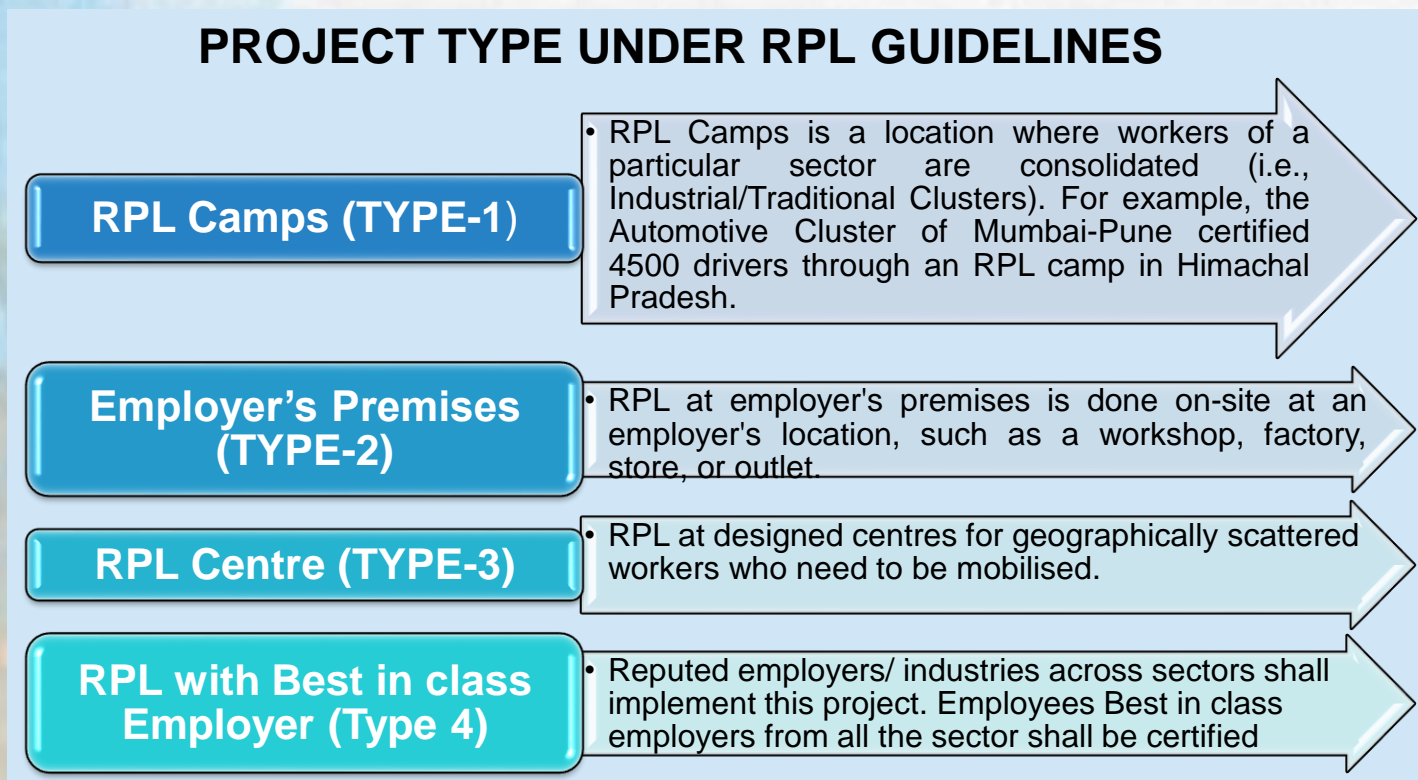 PROJECT TYPE UNDER RPL GUIDELINES
RPL Camps (TYPE-1)
• RPL Camps is a location where workers of a
particular sector are consolidated (i.e.,
Industrial/Traditional Clusters). For example, the
Automotive Cluster of Mumbai-Pune certified
4500 drivers through an RPL camp in Himachal
Pradesh.
Employer’s Premises
(TYPE-2)
• RPL at employer's premises is done on-site at an
employer's location, such as a workshop, factory,
store, or outlet.
RPL Centre (TYPE-3)
• RPL at designed centres for geographically scattered
workers who need to be mobilised.
RPL with Best in class
Employer (Type 4)
• Reputed employers/ industries across sectors shall
implement this project. Employees Best in class
employers from all the sector shall be certified